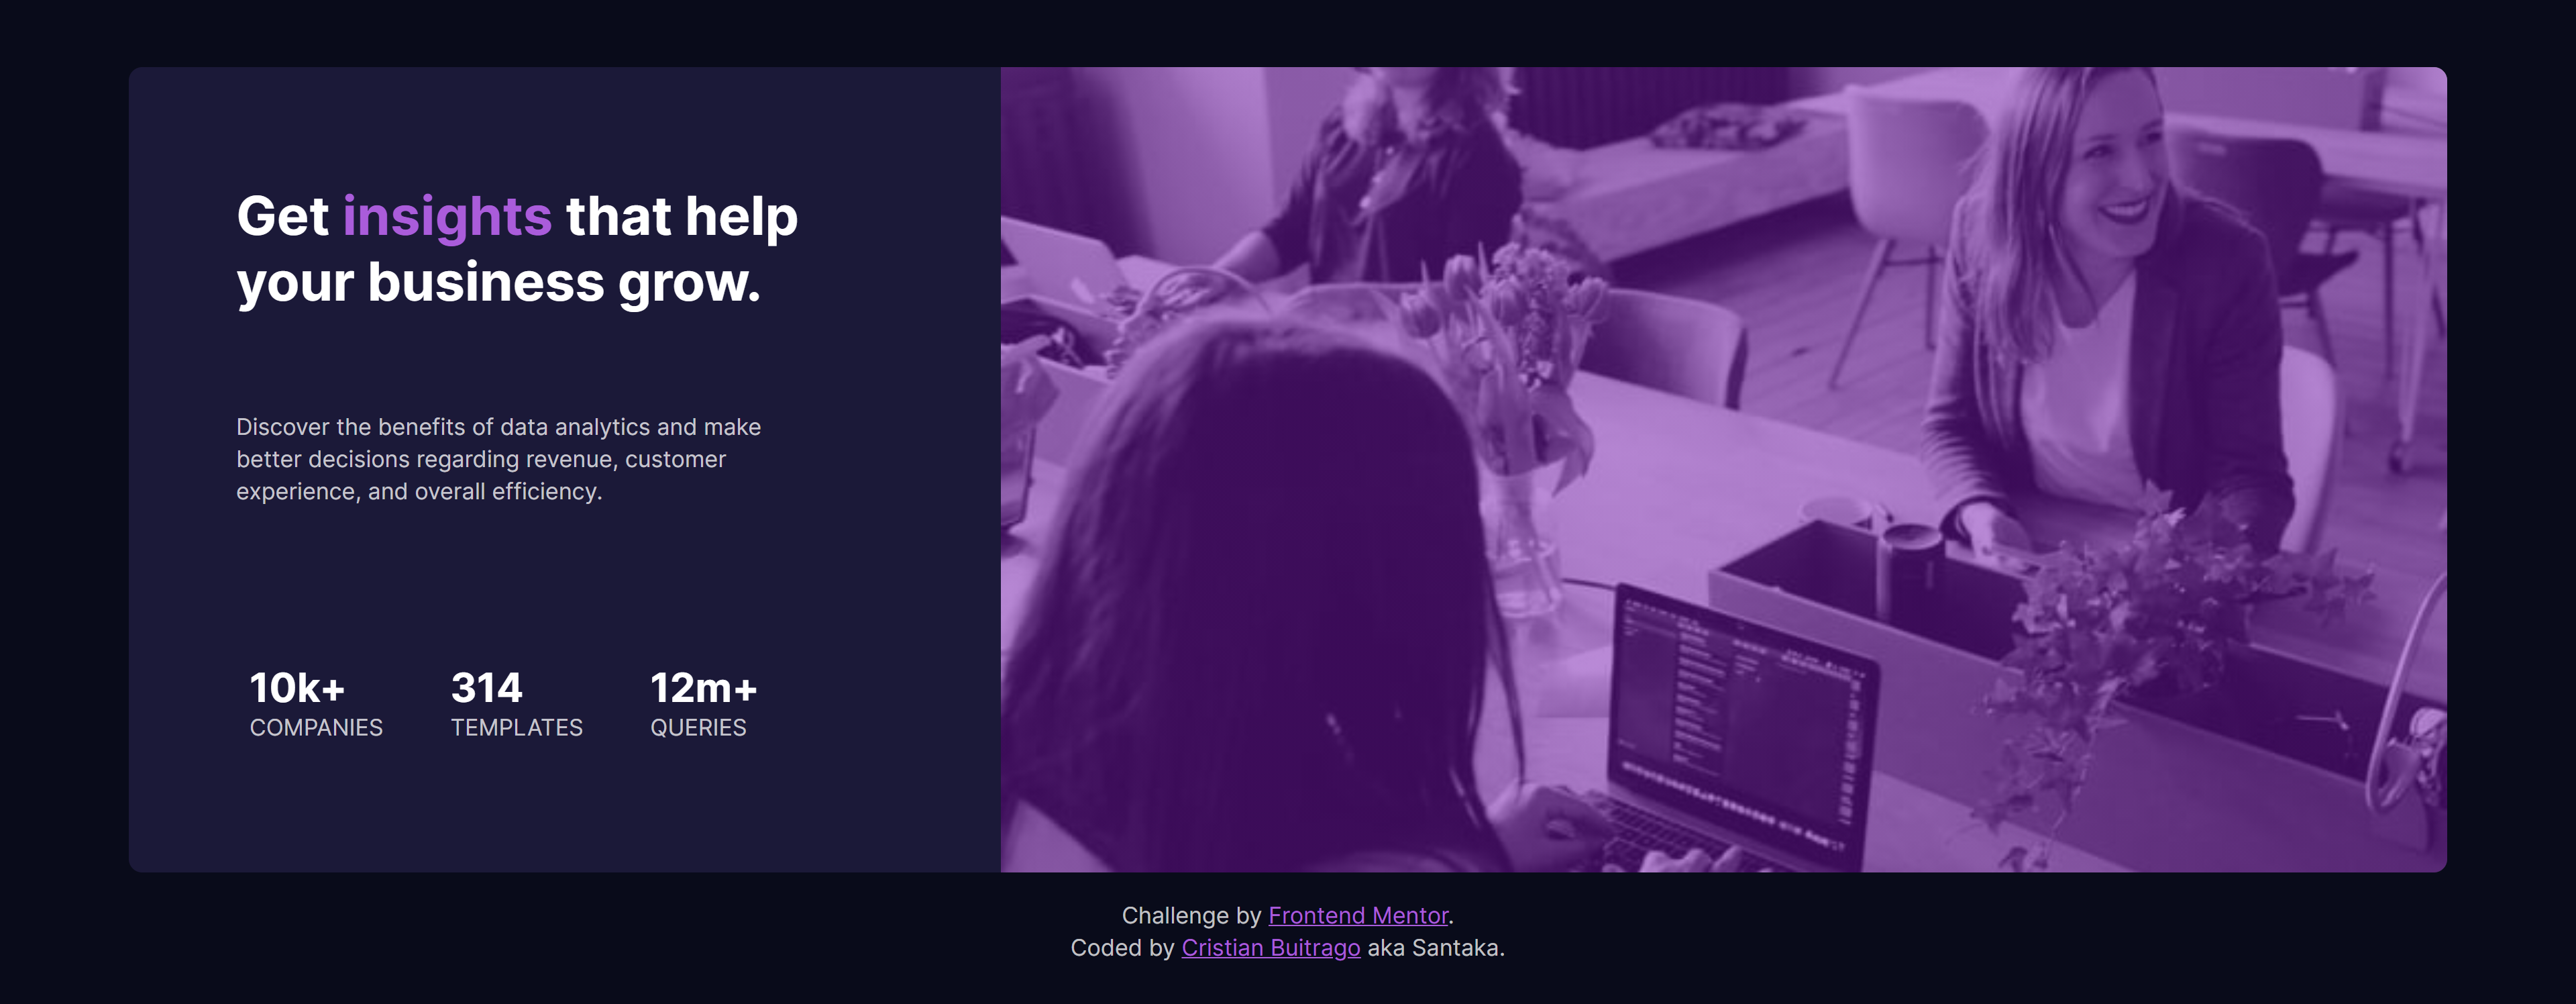 Get insights that help
your business grow.
Discover the benefits of data analytics and make
better decisions regarding revenue, customer
experience, and overall efficiency.
10k+
COMPANIES
314
TEMPLATES
12m+
QUERIES
Challenge by Frontend Mentor.
Coded by Cristian Buitrago aka Santaka.